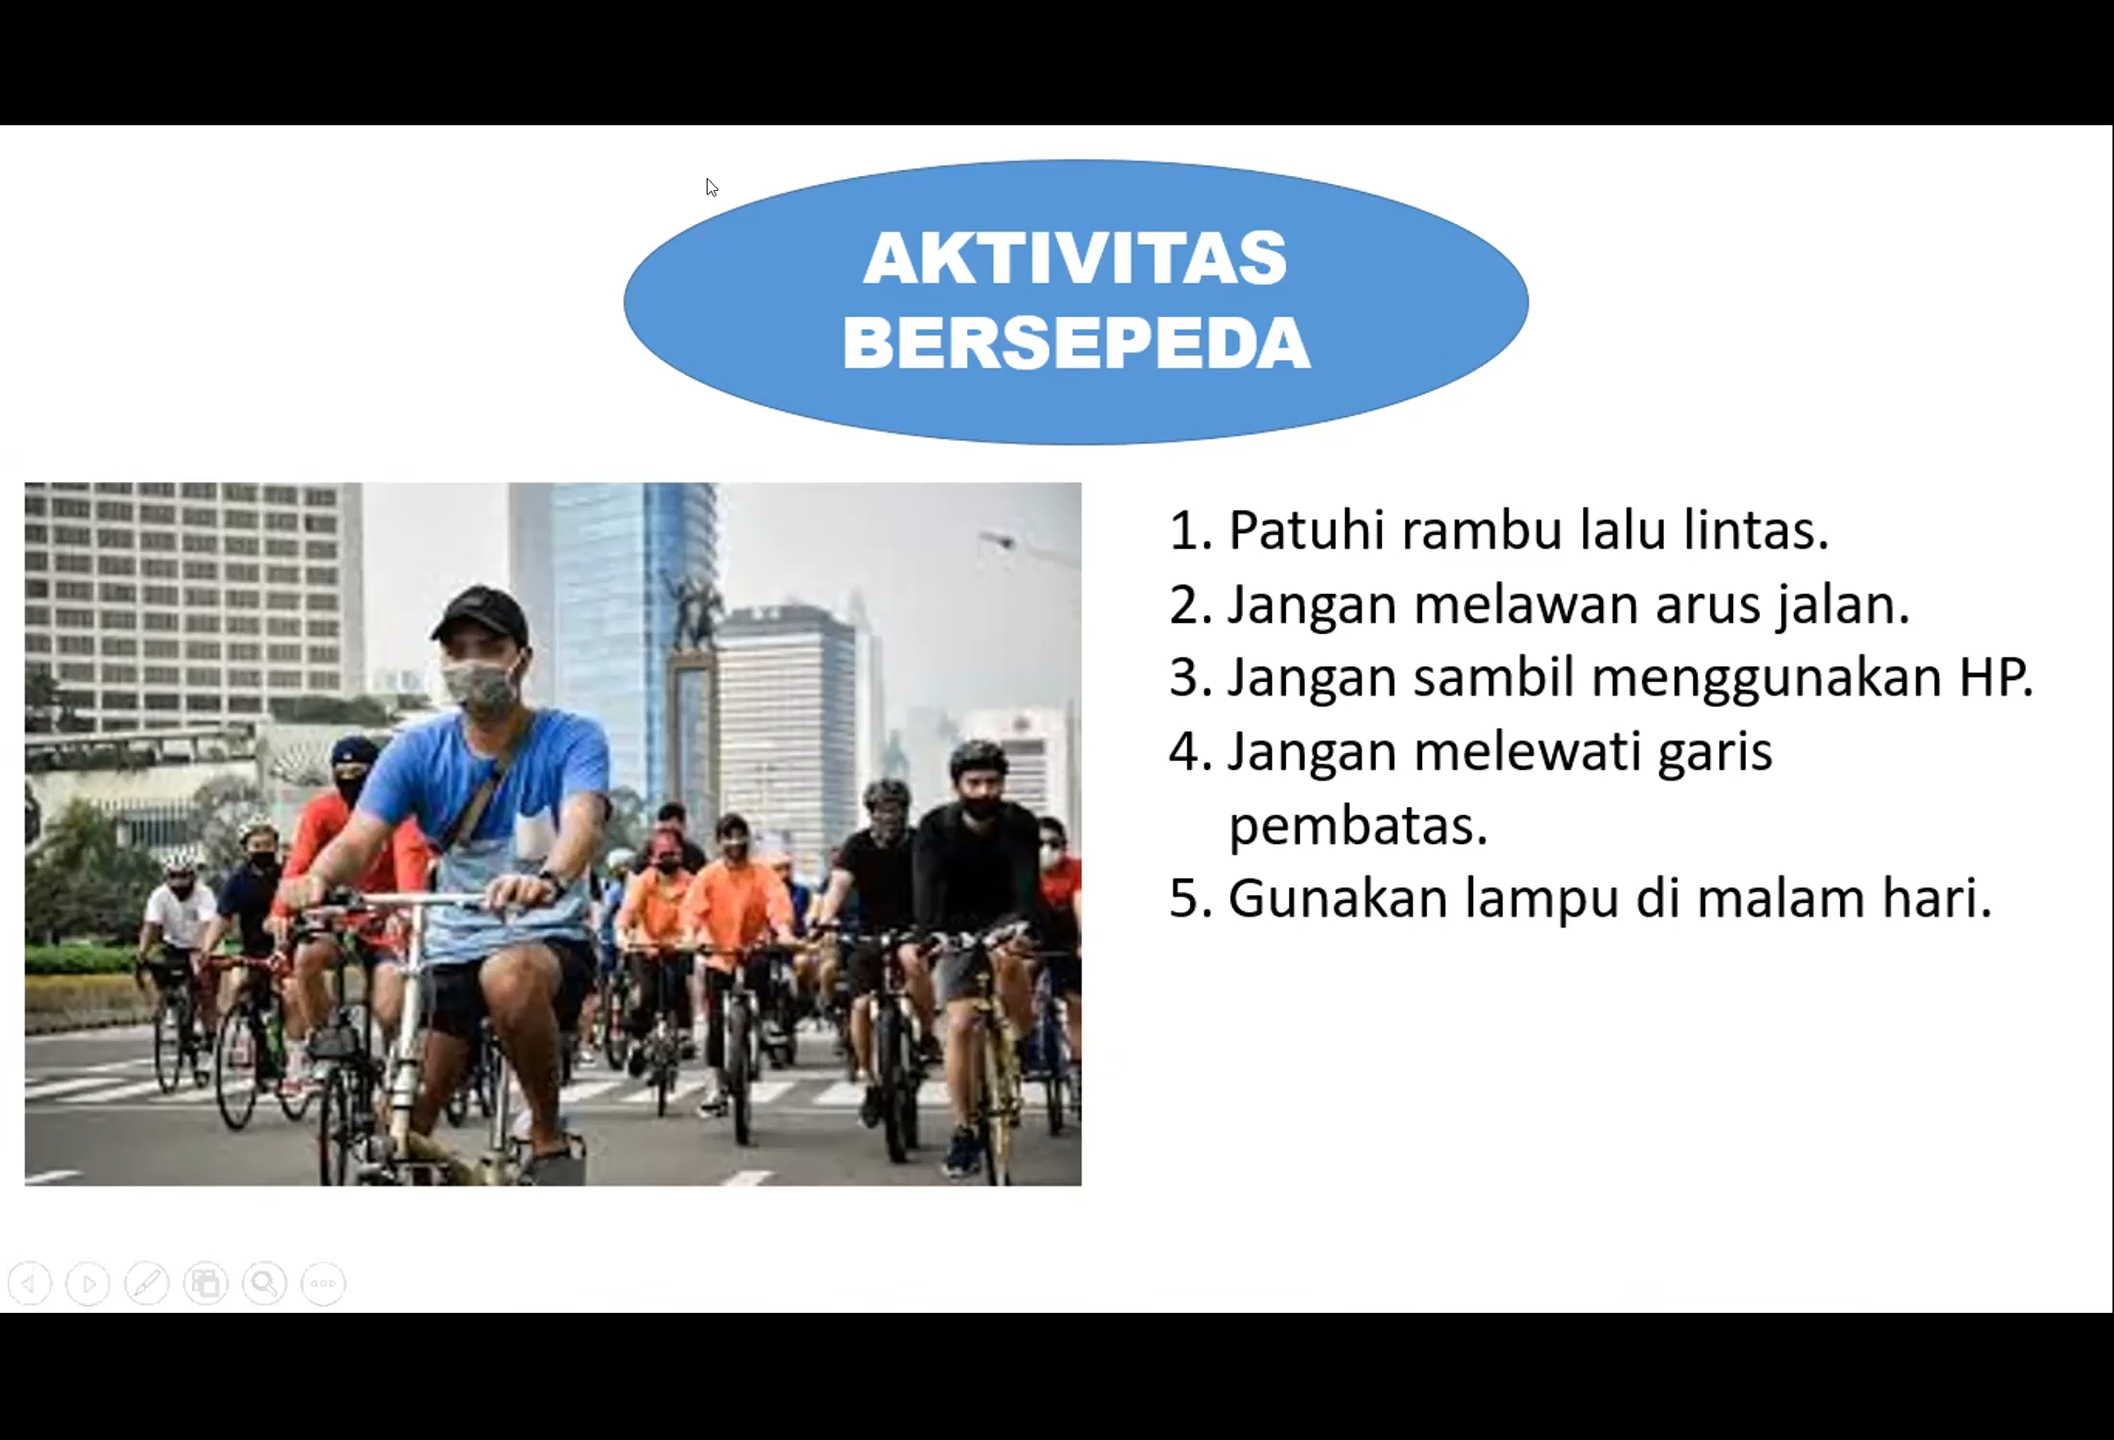 AKTIVITAS
BERSEPEDA
1. Patuhi rambu lalu lintas.
2. Jangan melawan arus jalan.
3. Jangan sambil menggunakan HP.
4. Jangan melewati garis
pembatas.
5. Gunakan lampu di malam hari.